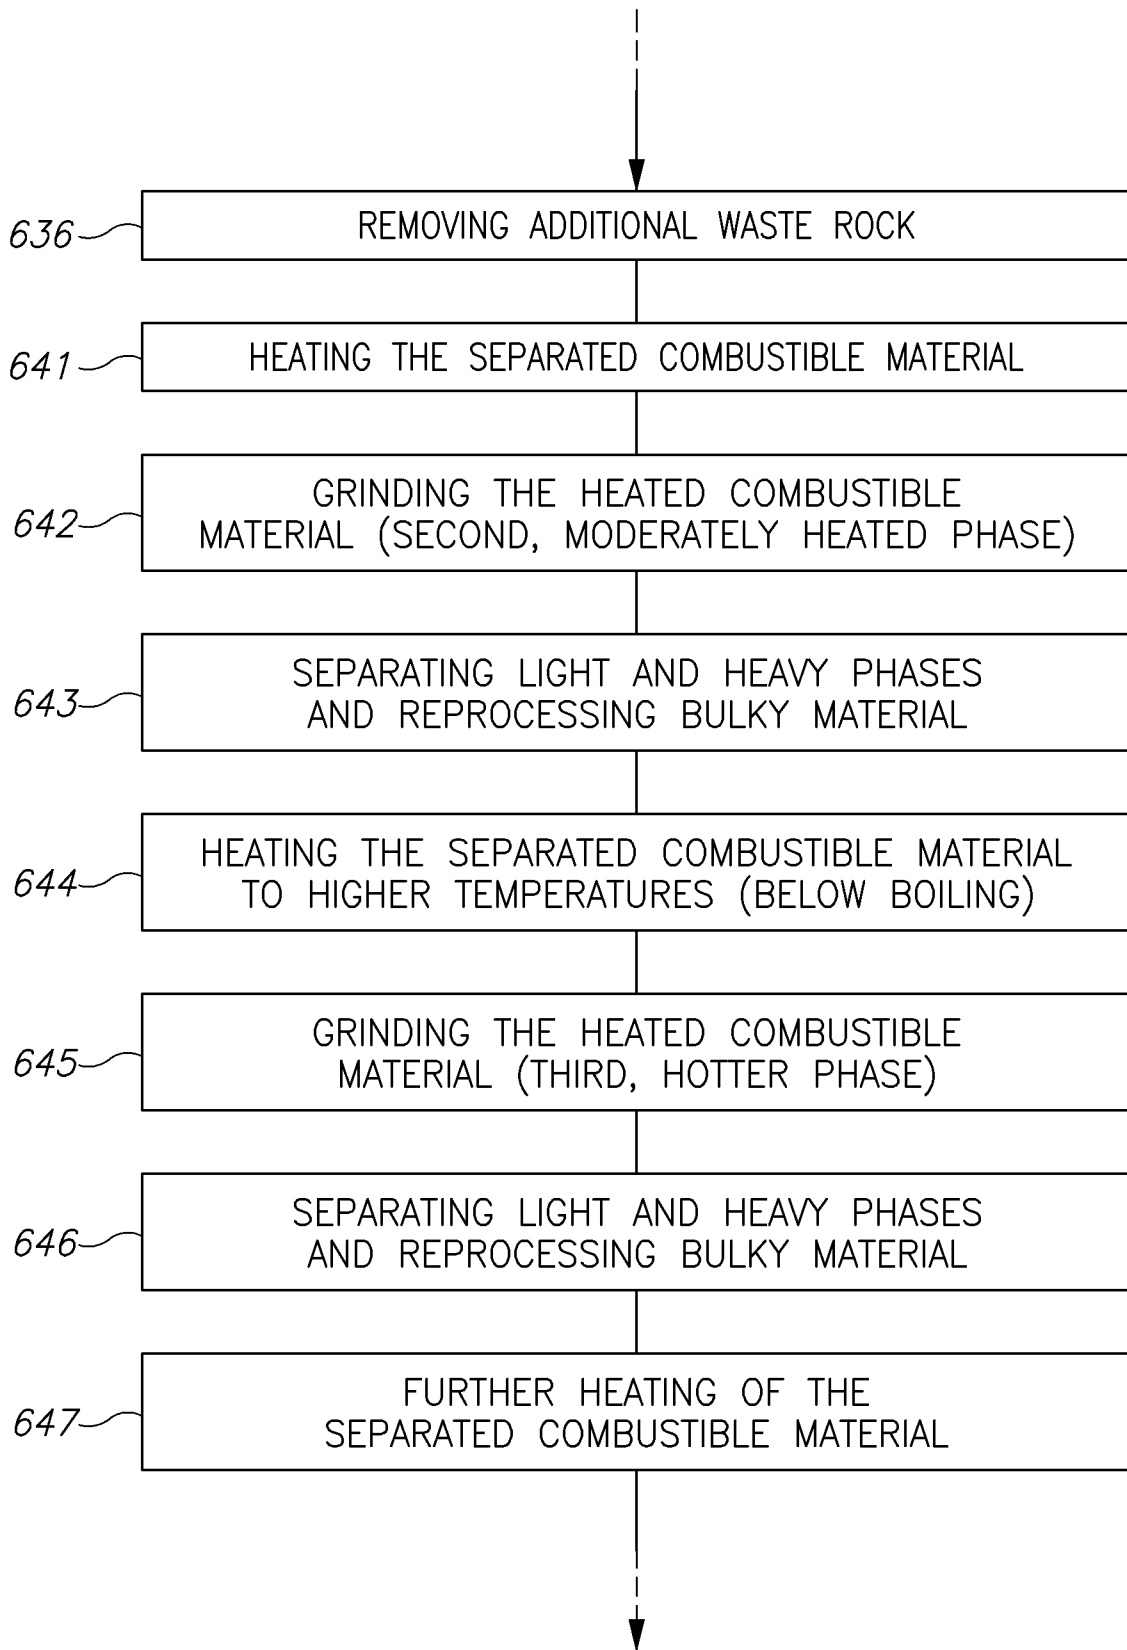 636
REMOVING ADDITIONAL WASTE ROCK
641
HEATING THE SEPARATED COMBUSTIBLE MATERIAL
642
GRINDING THE HEATED COMBUSTIBLE
MATERIAL (SECOND, MODERATELY HEATED PHASE)
643
SEPARATING LIGHT AND HEAVY PHASES
AND REPROCESSING BULKY MATERIAL
644
HEATING THE SEPARATED COMBUSTIBLE MATERIAL
TO HIGHER TEMPERATURES (BELOW BOILING)
645
GRINDING THE HEATED COMBUSTIBLE
MATERIAL (THIRD, HOTTER PHASE)
646
SEPARATING LIGHT AND HEAVY PHASES
AND REPROCESSING BULKY MATERIAL
647
FURTHER HEATING OF THE
SEPARATED COMBUSTIBLE MATERIAL